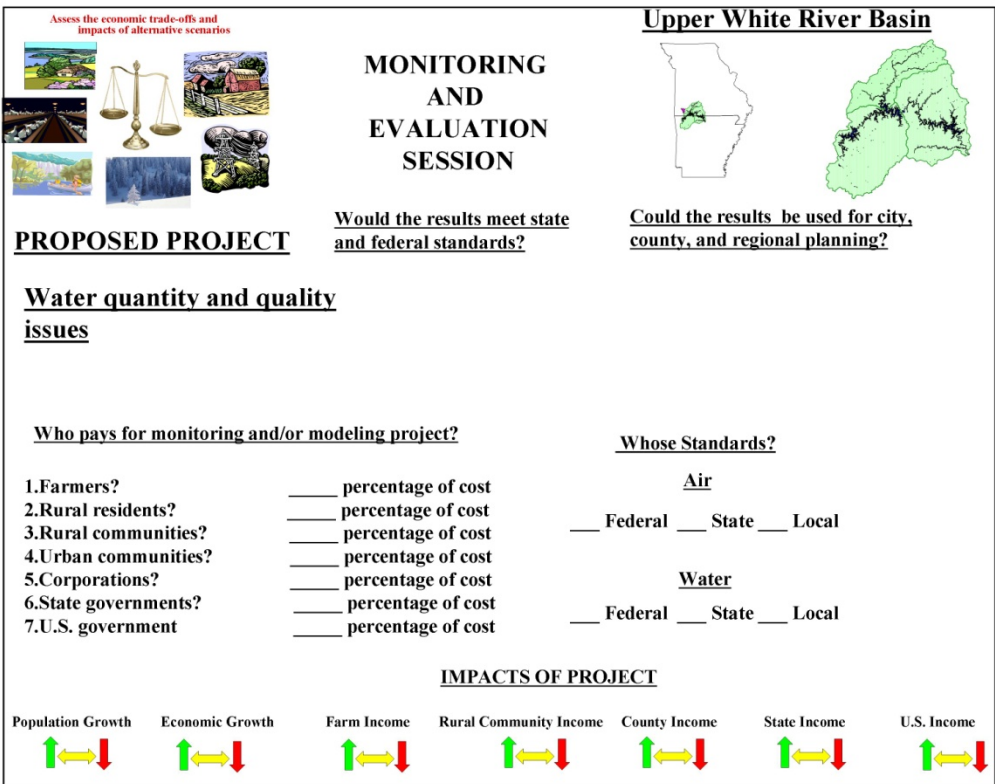 Assess the economic trade-offs and
impacts of alternative scenarios
MONITORING
AND
EVALUATION
SESSION
Upper White River Basin
PROPOSED PROJECT
Would the results meet state
and federal standards?
Could the results be used for city,
county, and regional planning?
Water quantity and quality
issues
Who pays for monitoring and/or modeling project?
1.Farmers? _____ percentage of cost
2.Rural residents? _____ percentage of cost
3.Rural communities? _____ percentage of cost
4.Urban communities? _____ percentage of cost
5.Corporations? _____ percentage of cost
6.State governments? _____ percentage of cost
7.U.S. government _____ percentage of cost
Whose Standards?
Air
___ Federal ___ State ___ Local
Water
___ Federal ___ State ___ Local
IMPACTS OF PROJECT
Population Growth Economic Growth Farm Income Rural Community Income County Income State Income U.S. Income